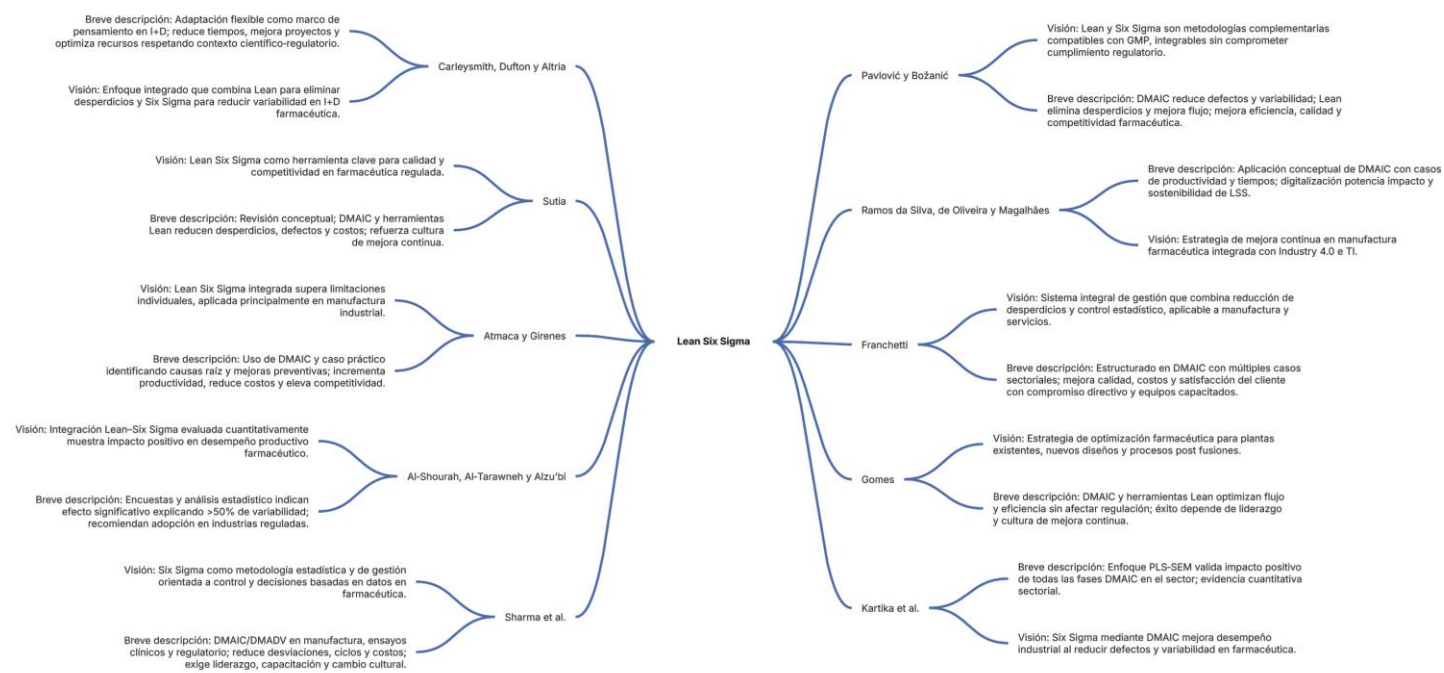 Breve descripción: Adaptación flexible como marco de
pensamiento en I+D; reduce tiempos, mejora proyectos y
optimiza recursos respetando contexto científico-regulatorio.
Carleysmith, Dufton y Altria
Visión: Enfoque integrado que combina Lean para eliminar
desperdicios y Six Sigma para reducir variabilidad en I+D
farmacéutica.
Visión: Lean Six Sigma como herramienta clave para calidad y
competitividad en farmacéutica regulada.
Sutia
Breve descripción: Revisión conceptual; DMAIC y herramientas
Lean reducen desperdicios, defectos y costos; refuerza cultura
de mejora continua.
Visión: Lean Six Sigma integrada supera limitaciones
individuales, aplicada principalmente en manufactura
industrial.
Atmaca y Girenes
Breve descripción: Uso de DMAIC y caso práctico
identificando causas raíz y mejoras preventivas; incrementa
productividad, reduce costos y eleva competitividad.
Visión: Integración Lean–Six Sigma evaluada cuantitativamente
muestra impacto positivo en desempeño productivo
farmacéutico.
Al-Shourah, Al-Tarawneh y Alzu'bi
Breve descripción: Encuestas y análisis estadístico indican
efecto significativo explicando >50% de variabilidad;
recomiendan adopción en industrias reguladas.
Visión: Six Sigma como metodología estadística y de gestión
orientada a control y decisiones basadas en datos en
farmacéutica.
Sharma et al.
Breve descripción: DMAIC/DMADV en manufactura, ensayos
clínicos y regulatorio; reduce desviaciones, ciclos y costos;
exige liderazgo, capacitación y cambio cultural.
Lean Six Sigma
Visión: Lean y Six Sigma son metodologías complementarias
compatibles con GMP, integrables sin comprometer
cumplimiento regulatorio.
Pavlović y Božanić
Breve descripción: DMAIC reduce defectos y variabilidad; Lean
elimina desperdicios y mejora flujo; mejora eficiencia, calidad y
competitividad farmacéutica.
Breve descripción: Aplicación conceptual de DMAIC con casos
de productividad y tiempos; digitalización potencia impacto y
sostenibilidad de LSS.
Ramos da Silva, de Oliveira y Magalhães
Visión: Estrategia de mejora continua en manufactura
farmacéutica integrada con Industry 4.0 e TI.
Visión: Sistema integral de gestión que combina reducción de
desperdicios y control estadístico, aplicable a manufactura y
servicios.
Franchetti
Breve descripción: Estructurado en DMAIC con múltiples casos
sectoriales; mejora calidad, costos y satisfacción del cliente
con compromiso directivo y equipos capacitados.
Visión: Estrategia de optimización farmacéutica para plantas
existentes, nuevos diseños y procesos post fusiones.
Gomes
Breve descripción: DMAIC y herramientas Lean optimizan flujo
y eficiencia sin afectar regulación; éxito depende de liderazgo
y cultura de mejora continua.
Breve descripción: Enfoque PLS-SEM valida impacto positivo
de todas las fases DMAIC en el sector; evidencia cuantitativa
sectorial.
Kartika et al.
Visión: Six Sigma mediante DMAIC mejora desempeño
industrial al reducir defectos y variabilidad en farmacéutica.